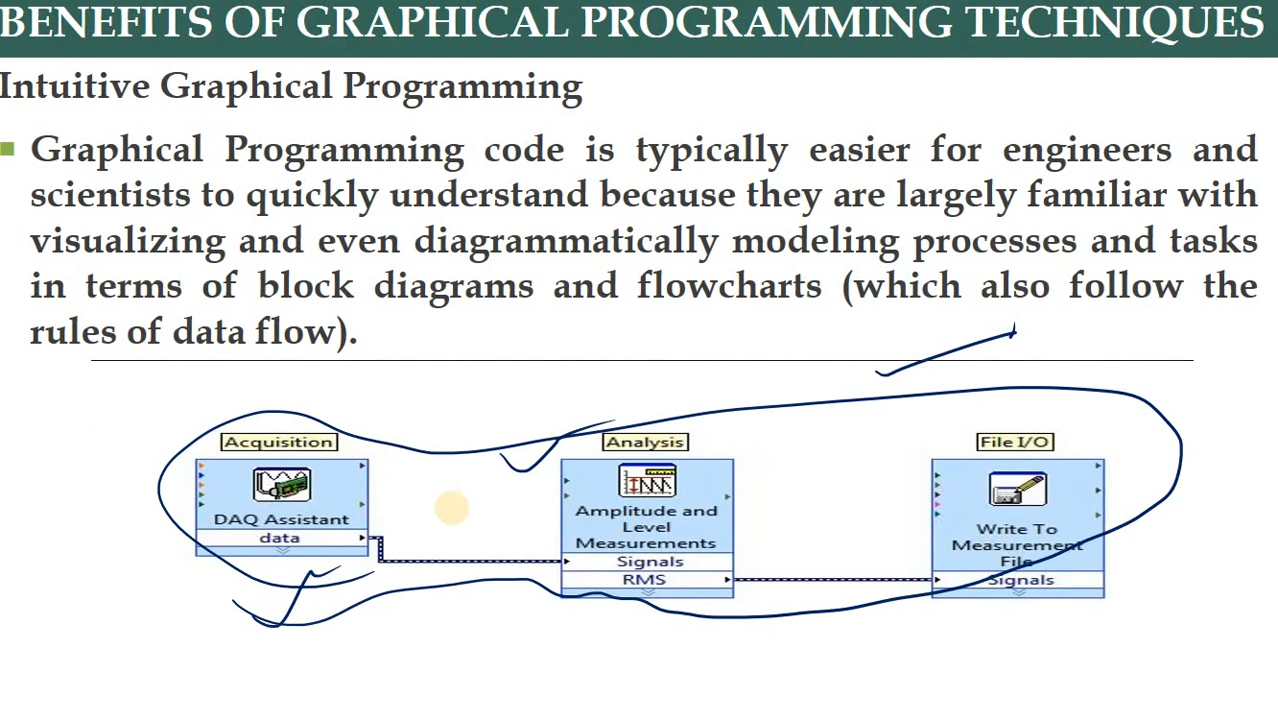 BENEFITS OF GRAPHICAL PROGRAMMING TECHNIQUES
Intuitive Graphical Programming
Graphical Programming code is typically easier for engineers and
scientists to quickly understand because they are largely familiar with
visualizing and even diagrammatically modeling processes and tasks
in terms of block diagrams and flowcharts (which also follow the
rules of data flow).
Acquisition
DAQ Assistant
data
Analysis
Amplitude and
Level
Measurements
Signals
RMS
File I/O
Write To
Measurement
File
Signals